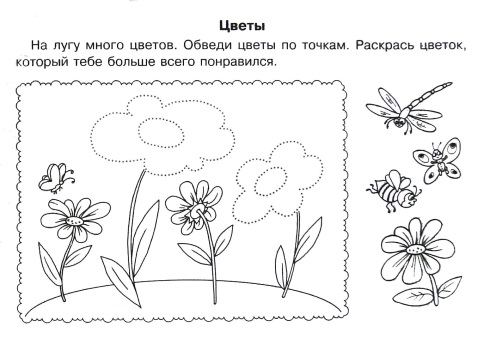 Цветы
На лугу много цветов. Обведи цветы по точкам. Раскрась цветок,
который тебе больше всего понравился.